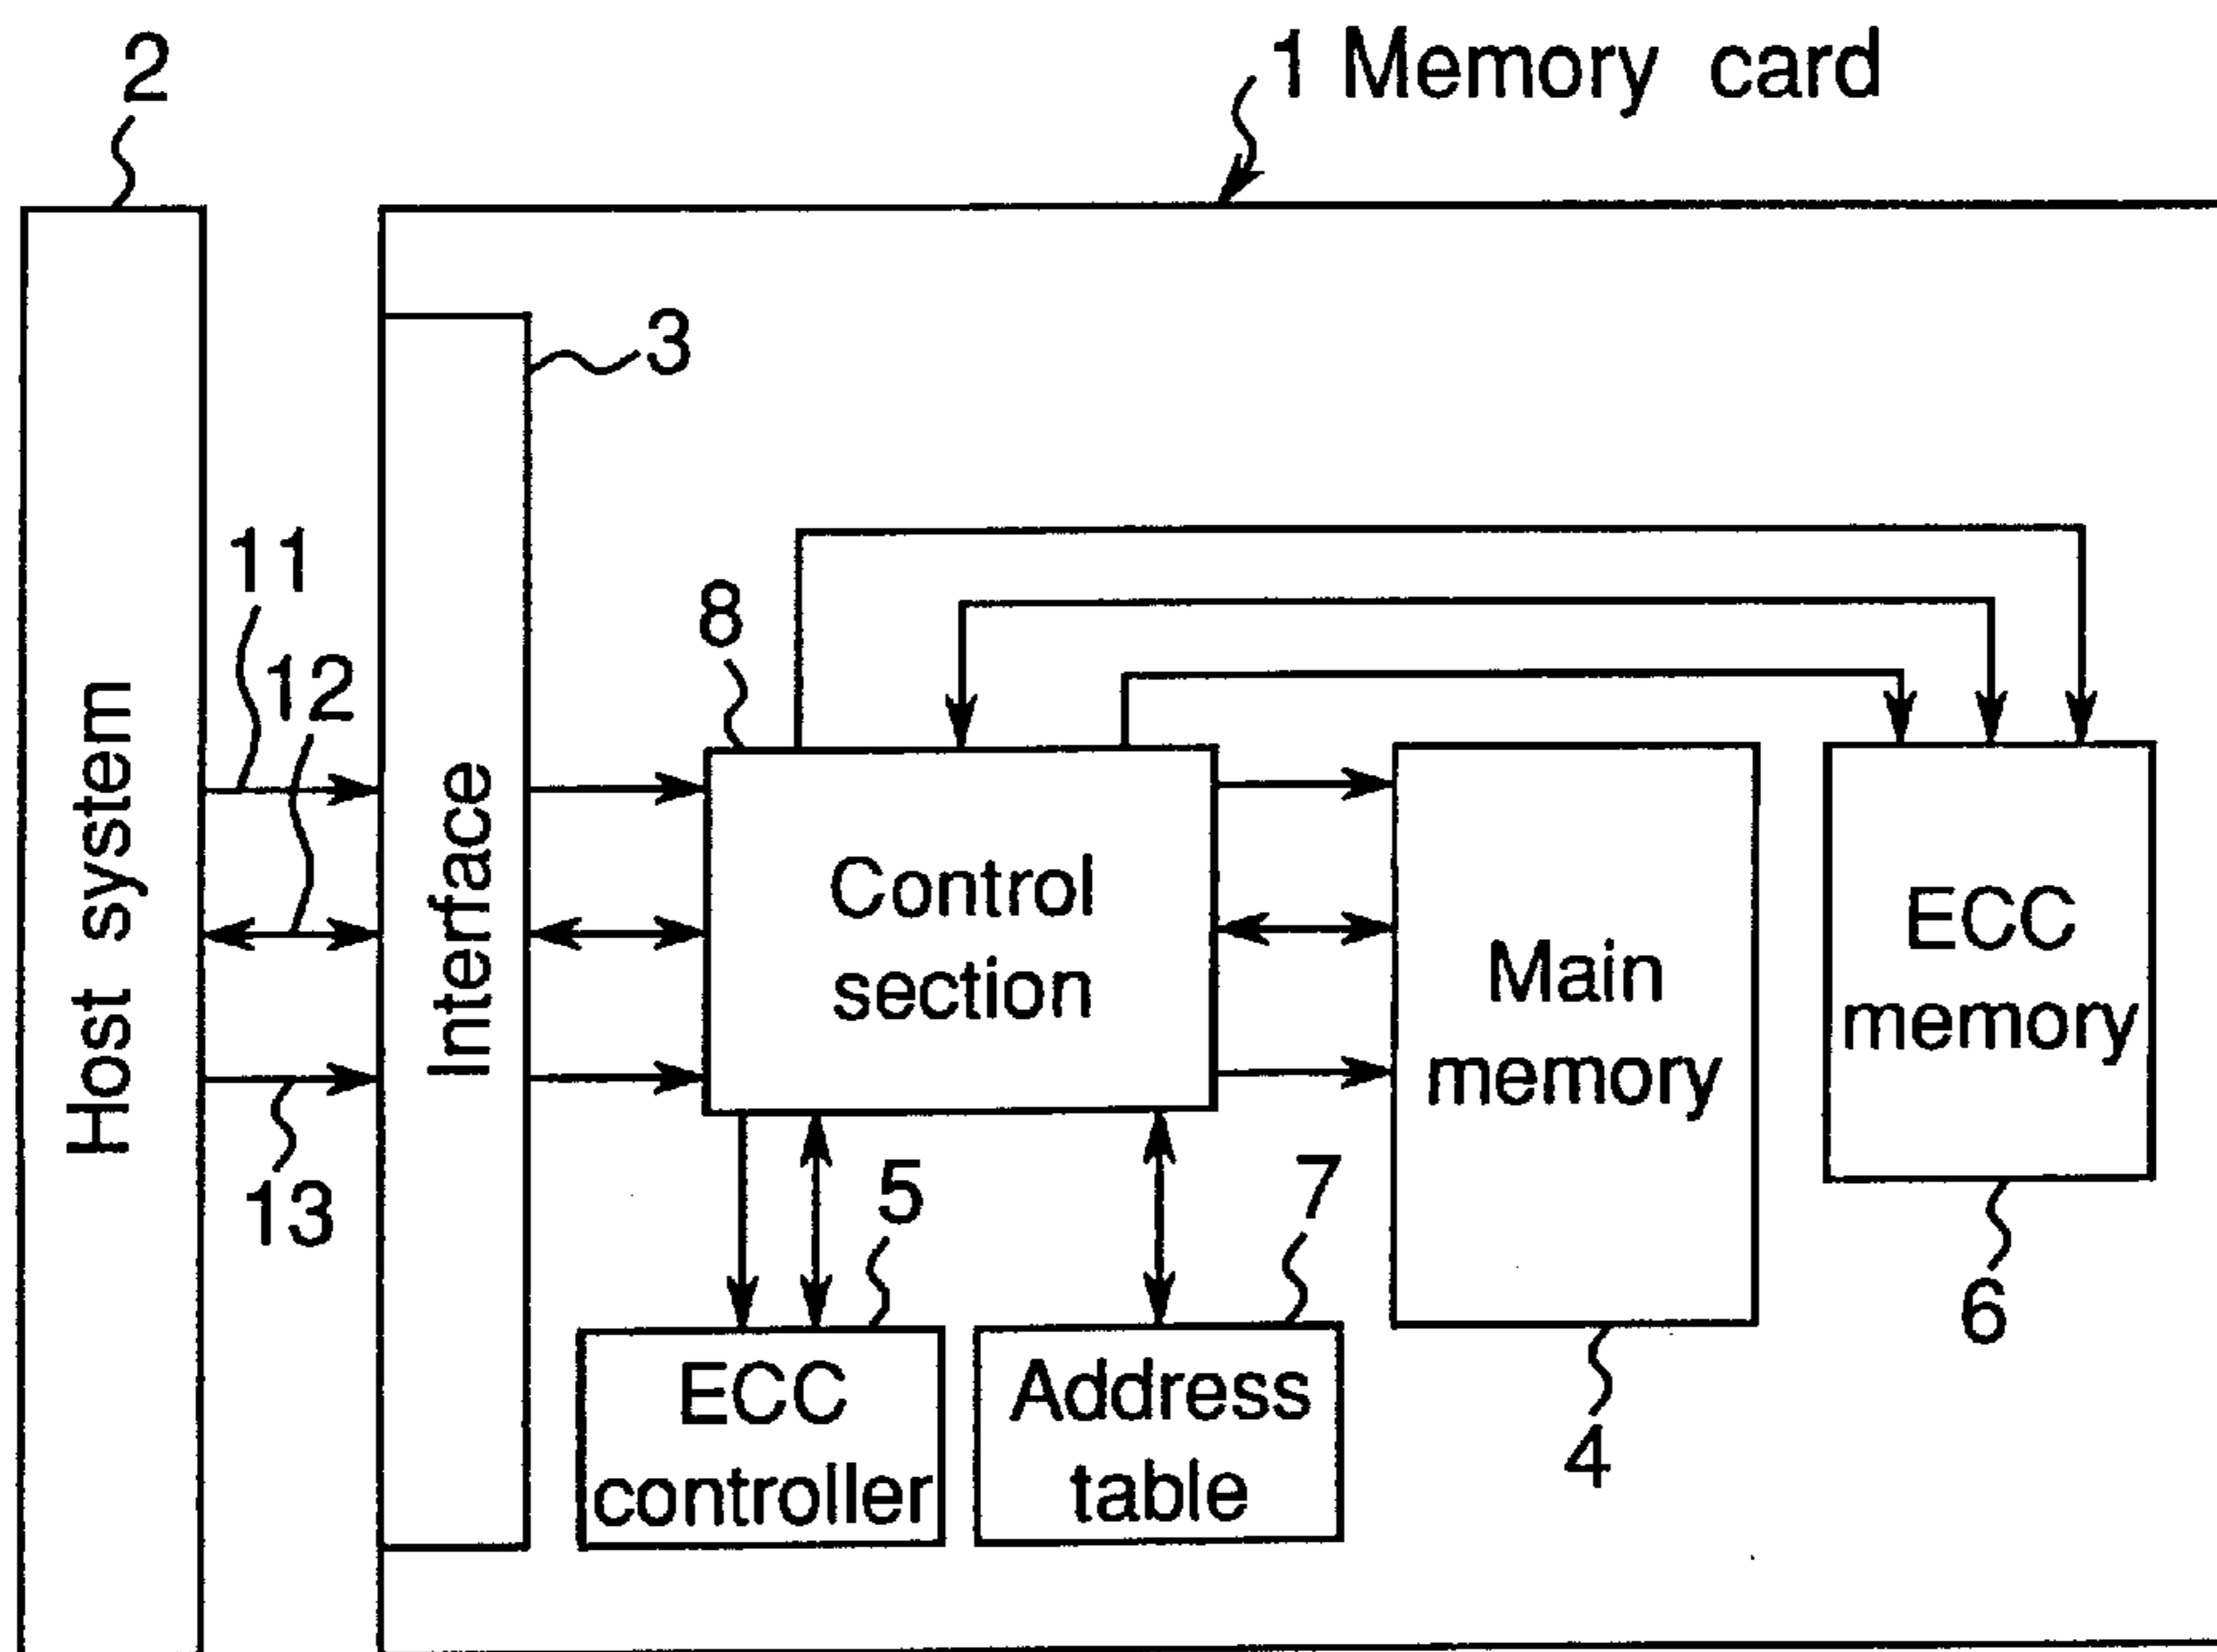 2
1 Memory card
3
11
12
8
Host system
Interface
Control
section
Main
memory
ECC
memory
13
5
7
6
ECC
controller
Address
table
4